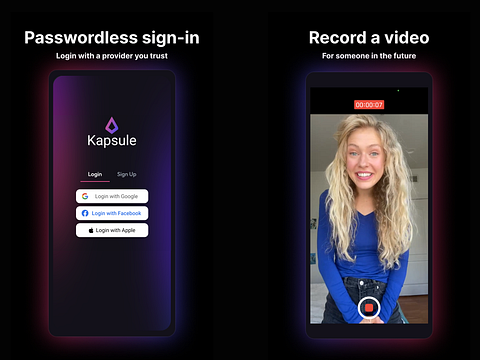 Passwordless sign-in
Login with a provider you trust
Kapsule
Login
Sign Up
Login with Google
Login with Facebook
Login with Apple
Record a video
For someone in the future
00:00:07